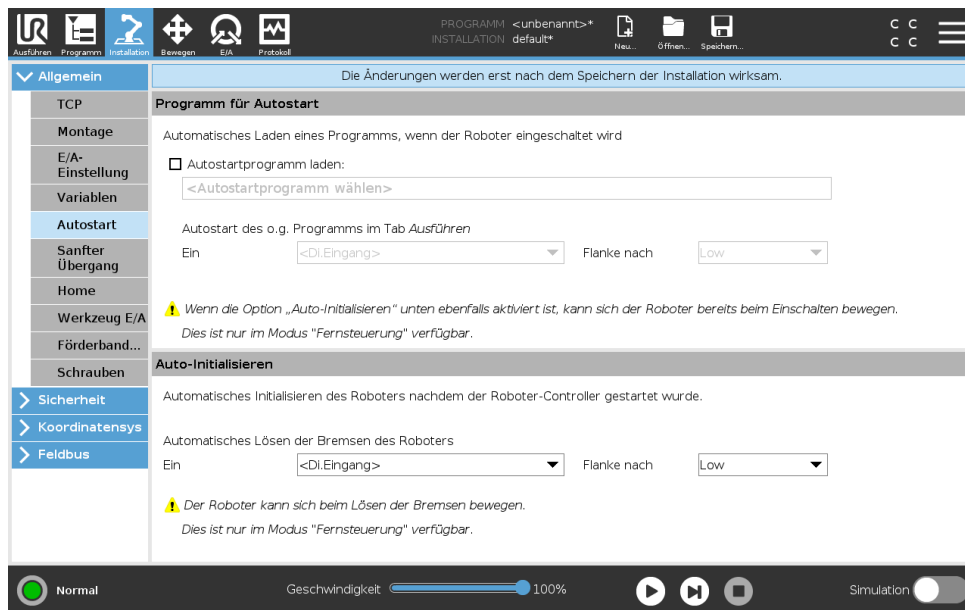 PROGRAMM <unbenannt>*
INSTALLATION default*
Ausführen Programm Installation Bewegen E/A Protokoll Neu... Öffnen... Speichern...
C C
C C
Allgemein
TCP
Montage
E/A-
Einstellung
Variablen
Autostart
Sanfter
Übergang
Home
Werkzeug E/A
Förderband...
Schrauben
Sicherheit
Koordinatensys
Feldbus
Die Änderungen werden erst nach dem Speichern der Installation wirksam.
Programm für Autostart
Automatisches Laden eines Programms, wenn der Roboter eingeschaltet wird
Autostartprogramm laden:
<Autostartprogramm wählen>
Autostart des o.g. Programms im Tab Ausführen
Ein <Di.Eingang> Flanke nach Low
Wenn die Option „Auto-Initialisieren“ unten ebenfalls aktiviert ist, kann sich der Roboter bereits beim Einschalten bewegen.
Dies ist nur im Modus "Fernsteuerung" verfügbar.
Auto-Initialisieren
Automatisches Initialisieren des Roboters nachdem der Roboter-Controller gestartet wurde.
Automatisches Lösen der Bremsen des Roboters
Ein <Di.Eingang> Flanke nach Low
Der Roboter kann sich beim Lösen der Bremsen bewegen.
Dies ist nur im Modus "Fernsteuerung" verfügbar.
Normal Geschwindigkeit 100% Simulation